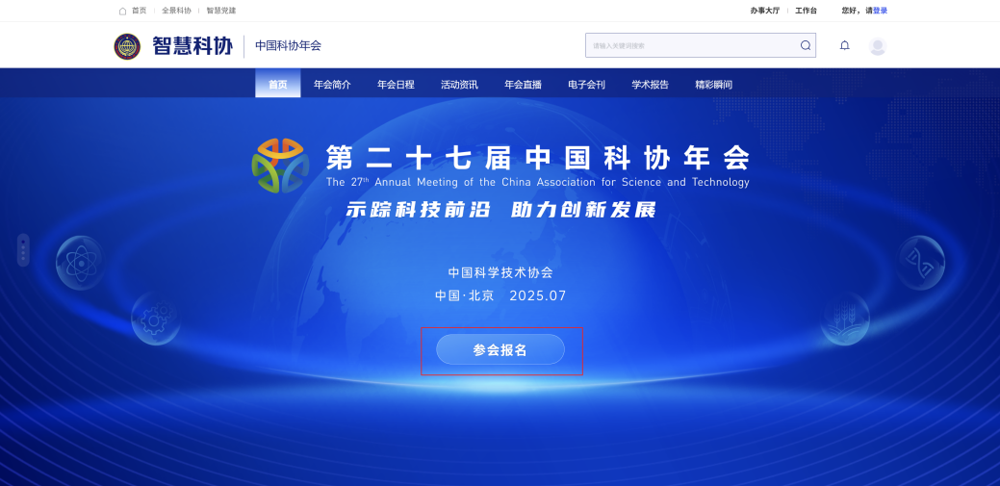 首页 全景科协 智慧党建 办事大厅 工作台 您好，请登录
智慧科协 中国科协年会 请输入关键词搜索
首页 年会简介 年会日程 活动资讯 年会直播 电子会刊 学术报告 精彩瞬间
第二十七届中国科协年会
The 27th Annual Meeting of the China Association for Science and Technology
示踪科技前沿 助力创新发展
中国科学技术协会
中国·北京 2025.07
参会报名